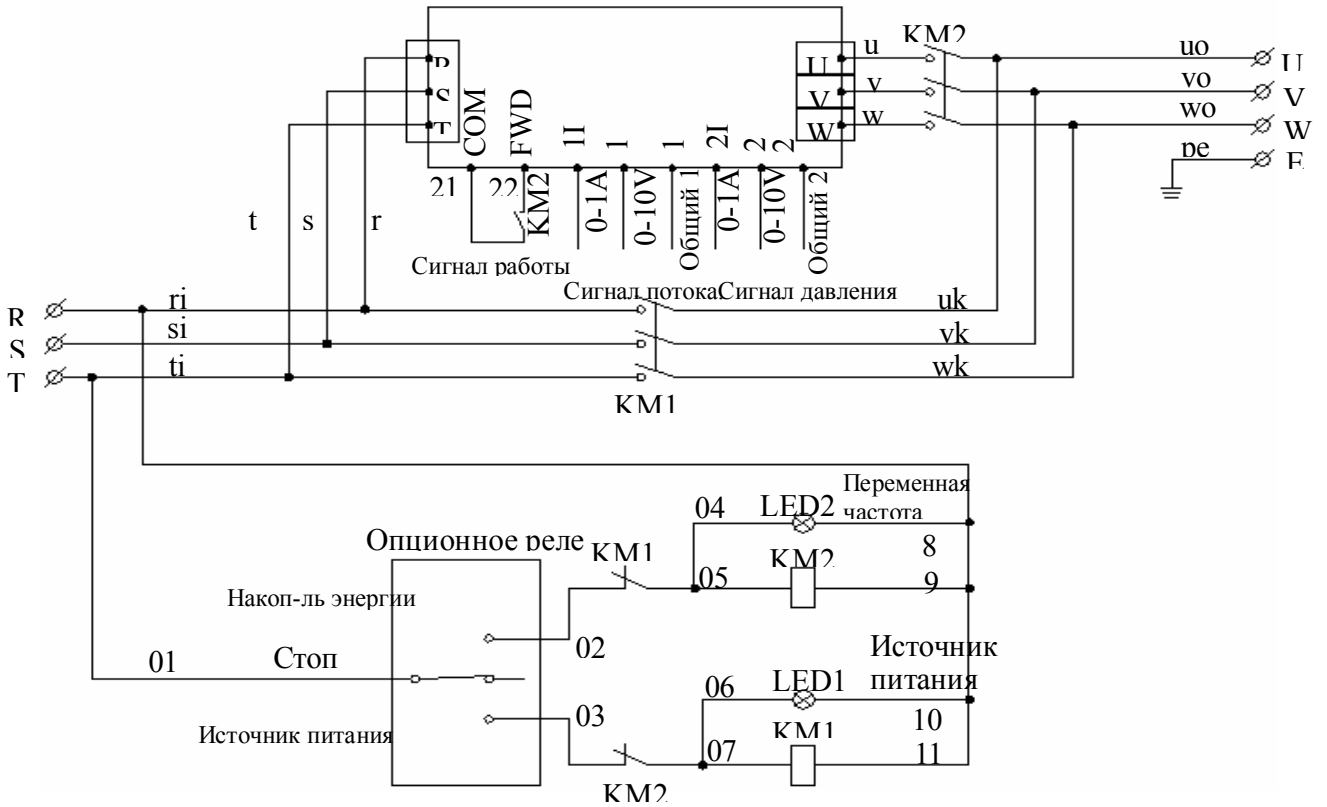 KM2
u
uo
U
R
U
v
vo
V
S
V
w
wo
W
T
W
COM
FWD
1I
1
1
2I
2
2
pe
E
21
22
KM2
0-1A
0-10V
Общий 1
0-1A
0-10V
Общий 2
t
s
r
Сигнал работы
Сигнал потока
Сигнал давления
R
ri
uk
S
si
vk
T
ti
wk
KM1
Переменная
частота
04
LED2
Опционное реле
KM1
8
KM2
05
9
Накоп-ль энергии
02
01
Стоп
Источник
питания
06
LED1
03
10
Источник питания
KM1
07
11
KM2